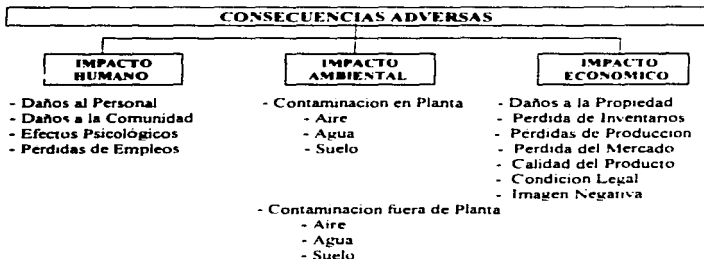 CONSECUENCIAS ADVERSAS
IMPACTO
HUMANO
- Daños al Personal
- Daños a la Comunidad
- Efectos Psicológicos
- Perdidas de Empleos
IMPACTO
AMBIENTAL
- Contaminacion en Planta
- Aire
- Agua
- Suelo
- Contaminacion fuera de Planta
- Aire
- Agua
- Suelo
IMPACTO
ECONOMICO
- Daños a la Propiedad
- Perdida de Inventarios
- Pérdidas de Produccion
- Perdida del Mercado
- Calidad del Producto
- Condicion Legal
- Imagen Negativa